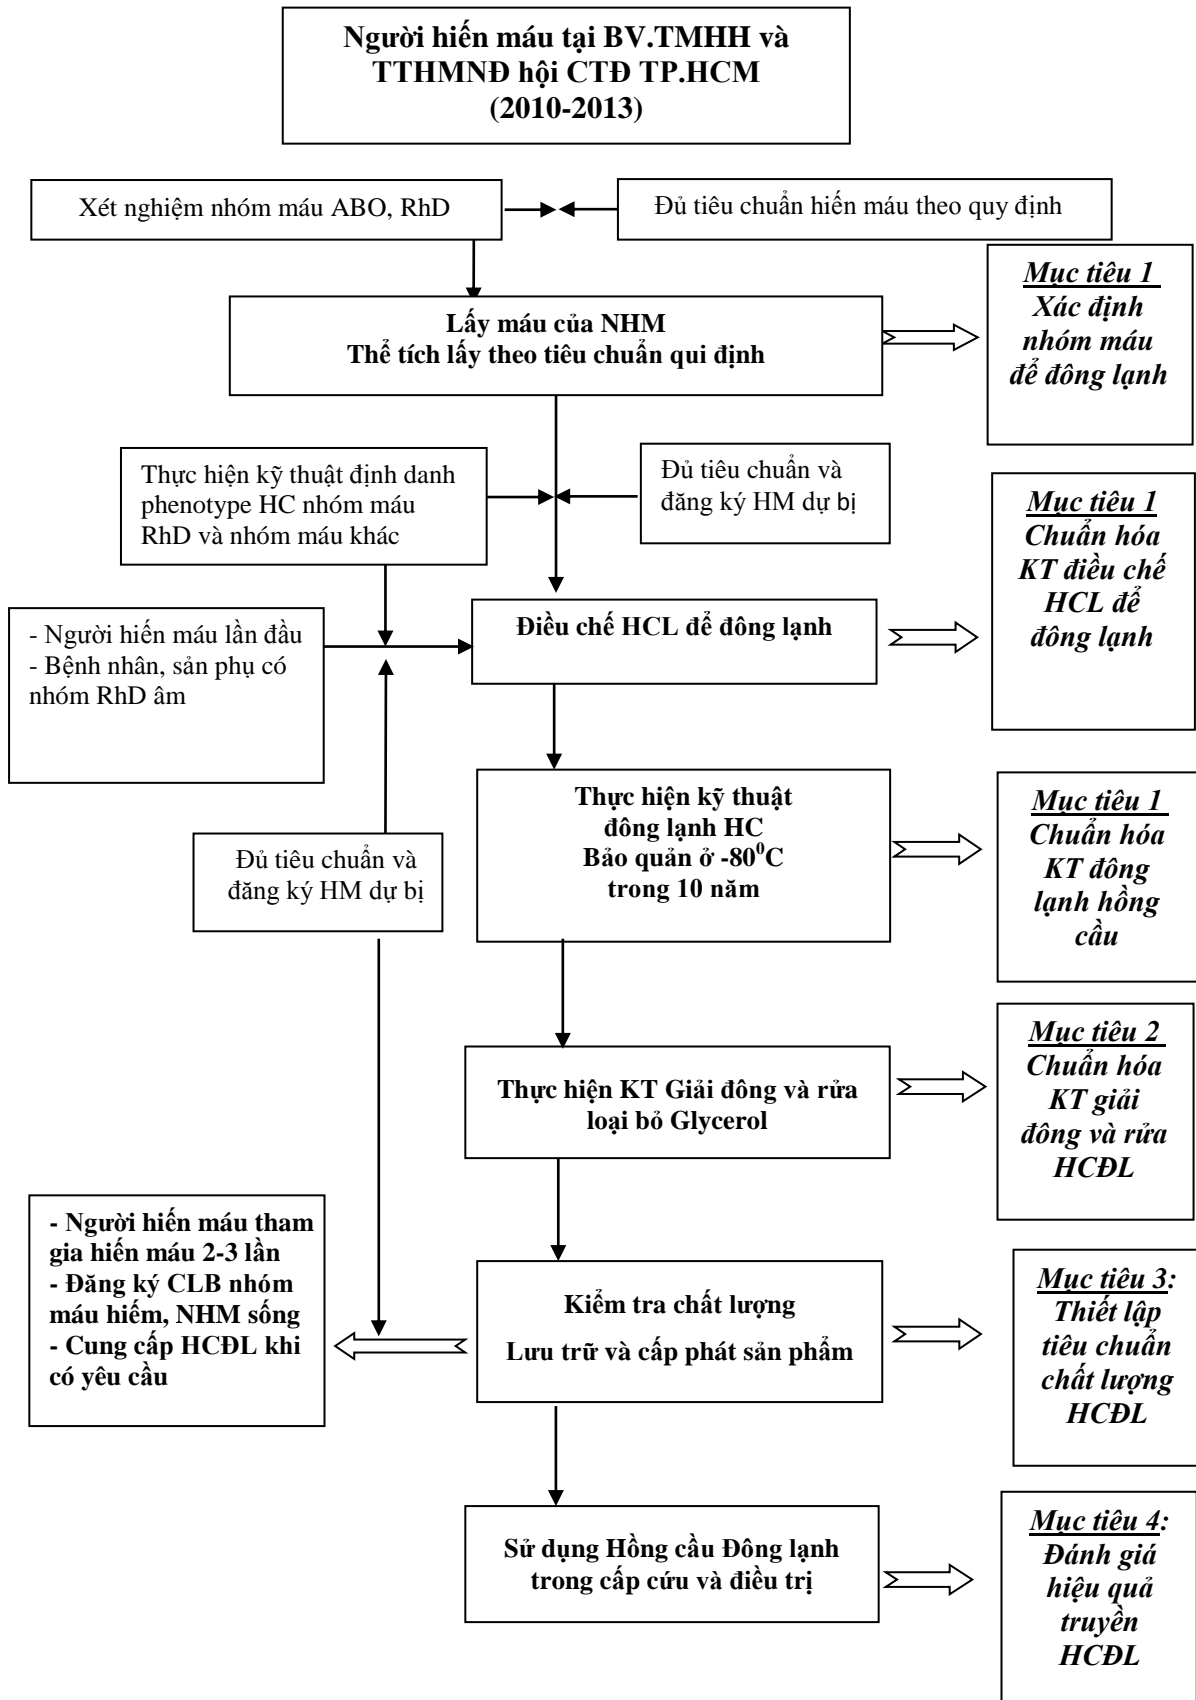 Người hiến máu tại BV.TMHH và
TTHMNĐ hội CTĐ TP.HCM
(2010-2013)
Xét nghiệm nhóm máu ABO, RhD
Đủ tiêu chuẩn hiến máu theo quy định
Lấy máu của NHM
Thể tích lấy theo tiêu chuẩn qui định
Mục tiêu 1
Xác định
nhóm máu
để đông lạnh
Thực hiện kỹ thuật định danh
phenotype HC nhóm máu
RhD và nhóm máu khác
Đủ tiêu chuẩn và
đăng ký HM dự bị
Mục tiêu 1
Chuẩn hóa
KT điều chế
HCL để
đông lạnh
- Người hiến máu lần đầu
- Bệnh nhân, sản phụ có
nhóm RhD âm
Điều chế HCL để đông lạnh
Thực hiện kỹ thuật
đông lạnh HC
Bảo quản ở -80⁰C
trong 10 năm
Mục tiêu 1
Chuẩn hóa
KT đông
lạnh hồng
cầu
Đủ tiêu chuẩn và
đăng ký HM dự bị
Thực hiện KT Giải đông và rửa
loại bỏ Glycerol
Mục tiêu 2
Chuẩn hóa
KT giải
đông và rửa
HCĐL
- Người hiến máu tham
gia hiến máu 2-3 lần
- Đăng ký CLB nhóm
máu hiếm, NHM sống
- Cung cấp HCĐL khi
có yêu cầu
Kiểm tra chất lượng
Lưu trữ và cấp phát sản phẩm
Mục tiêu 3:
Thiết lập
tiêu chuẩn
chất lượng
HCĐL
Sử dụng Hồng cầu Đông lạnh
trong cấp cứu và điều trị
Mục tiêu 4:
Đánh giá
hiệu quả
truyền
HCĐL